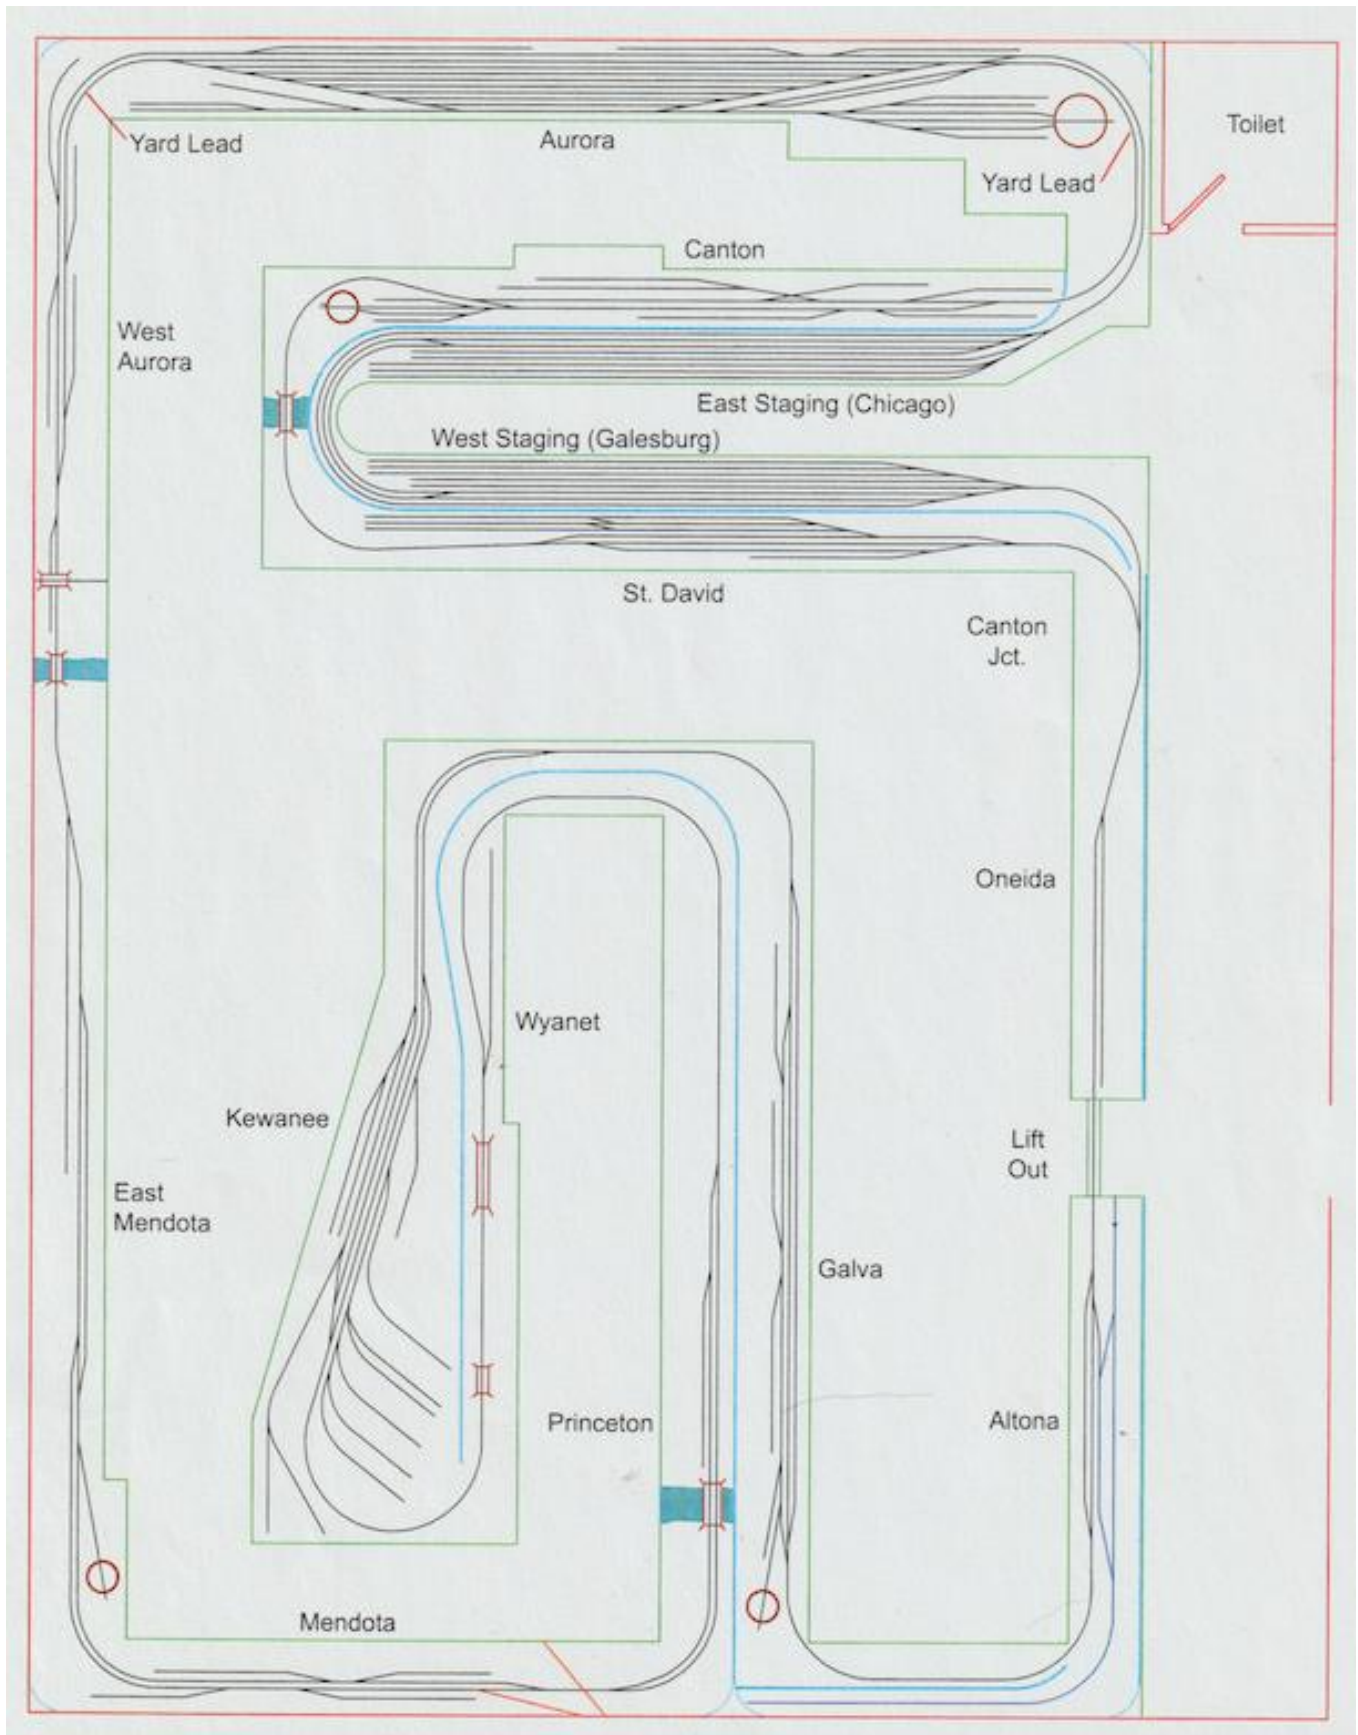 Toilet
Yard Lead
Aurora
Yard Lead
Canton
West
Aurora
East Staging (Chicago)
West Staging (Galesburg)
St. David
Canton
Jct.
Oneida
Wyanet
Kewanee
Lift
Out
East
Mendota
Galva
Princeton
Altona
Mendota